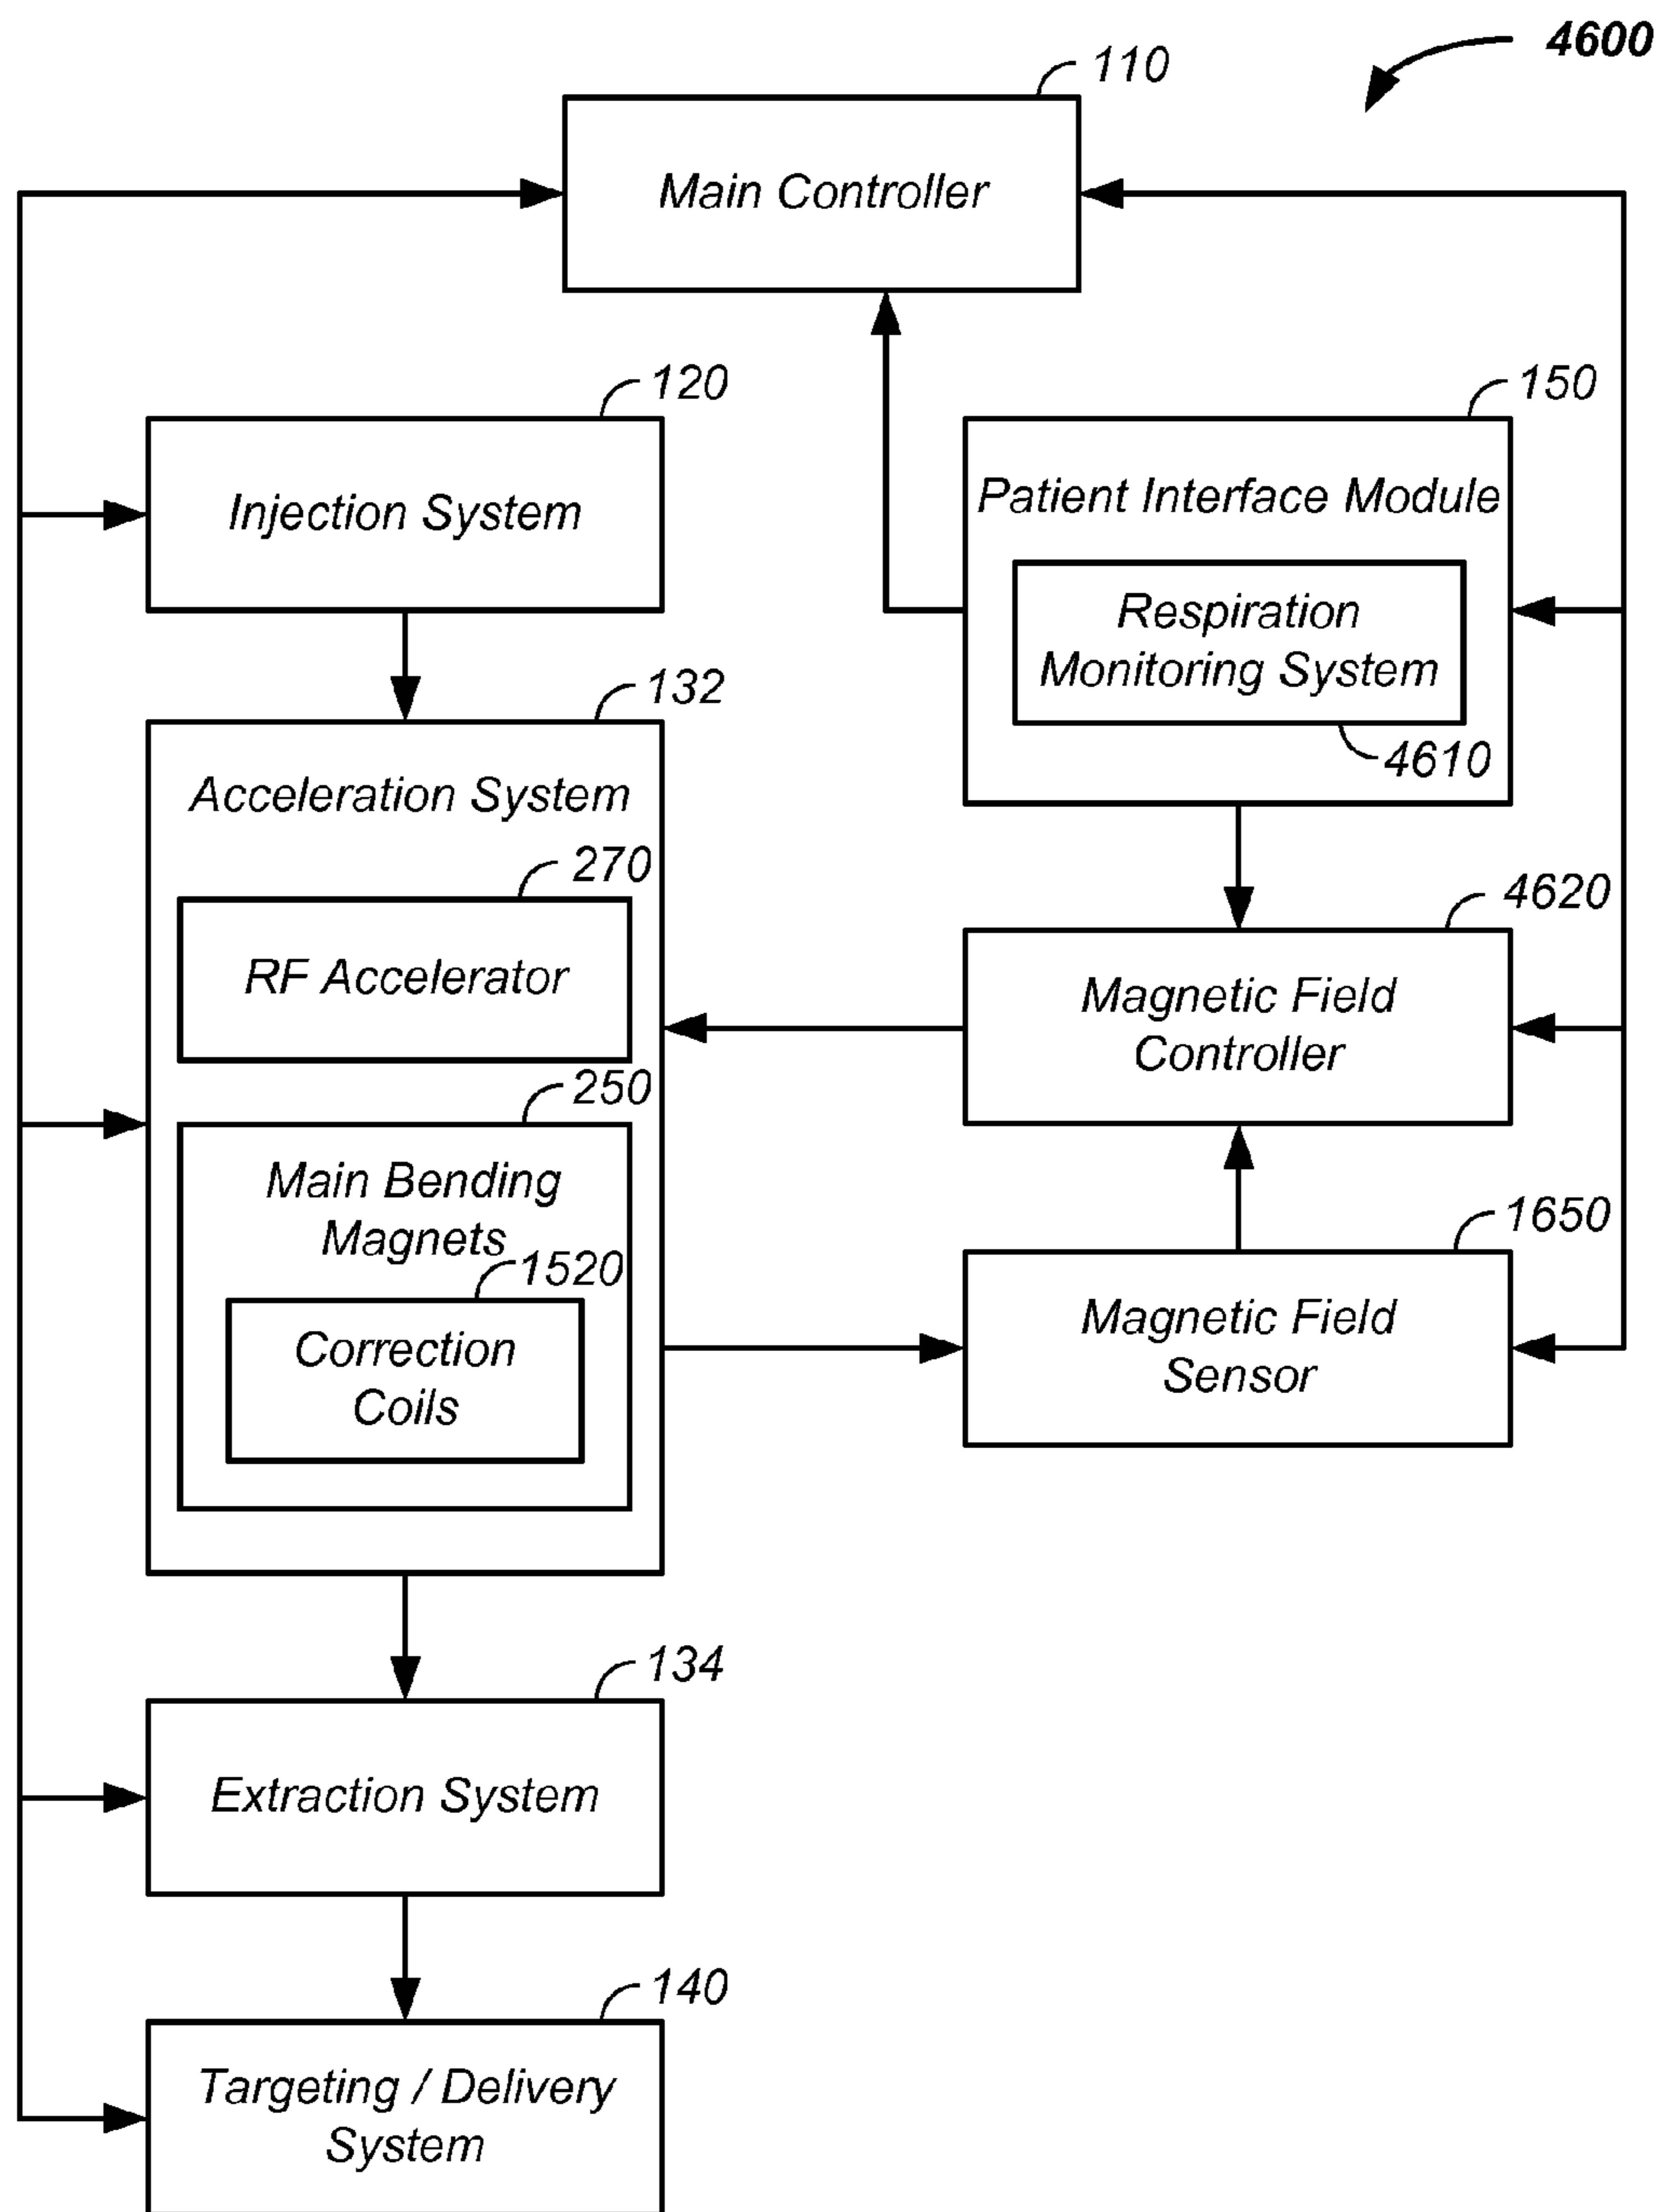 4600
110
Main Controller
120
Injection System
150
Patient Interface Module
Respiration
Monitoring System
4610
132
Acceleration System
270
RF Accelerator
250
Main Bending
Magnets
1520
Correction
Coils
4620
Magnetic Field
Controller
1650
Magnetic Field
Sensor
134
Extraction System
140
Targeting / Delivery
System